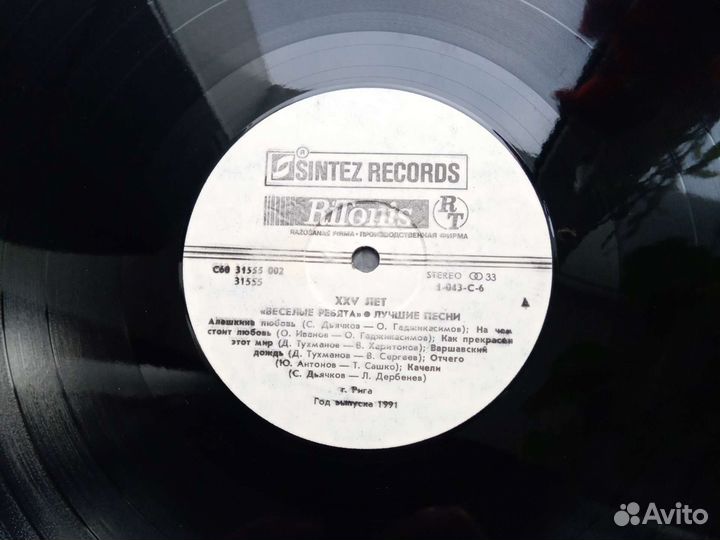 ® SINTEZ RECORDS
Ritonis RT
RAŽOŠANAS FIRMA • ПРОИЗВОДСТВЕННАЯ ФИРМА
С60 31555 002
31555
STEREO 33
1-043-С-6
XXV ЛЕТ
«ВЕСЕЛЫЕ РЕБЯТА» ● ЛУЧШИЕ ПЕСНИ
Алешкина любовь (С. Дьячков — О. Гаджикасимов); На чем
стоит любовь (О. Иванов — О. Гаджикасимов); Как прекрасен
этот мир (Д. Тухманов — В. Харитонов); Варшавский
дождь (Д. Тухманов — В. Сергеев); Отчего
(Ю. Антонов — Т. Сашко); Качели
(С. Дьячков — Л. Дербенев)
г. Рига
Год выпуска 1991
Avito